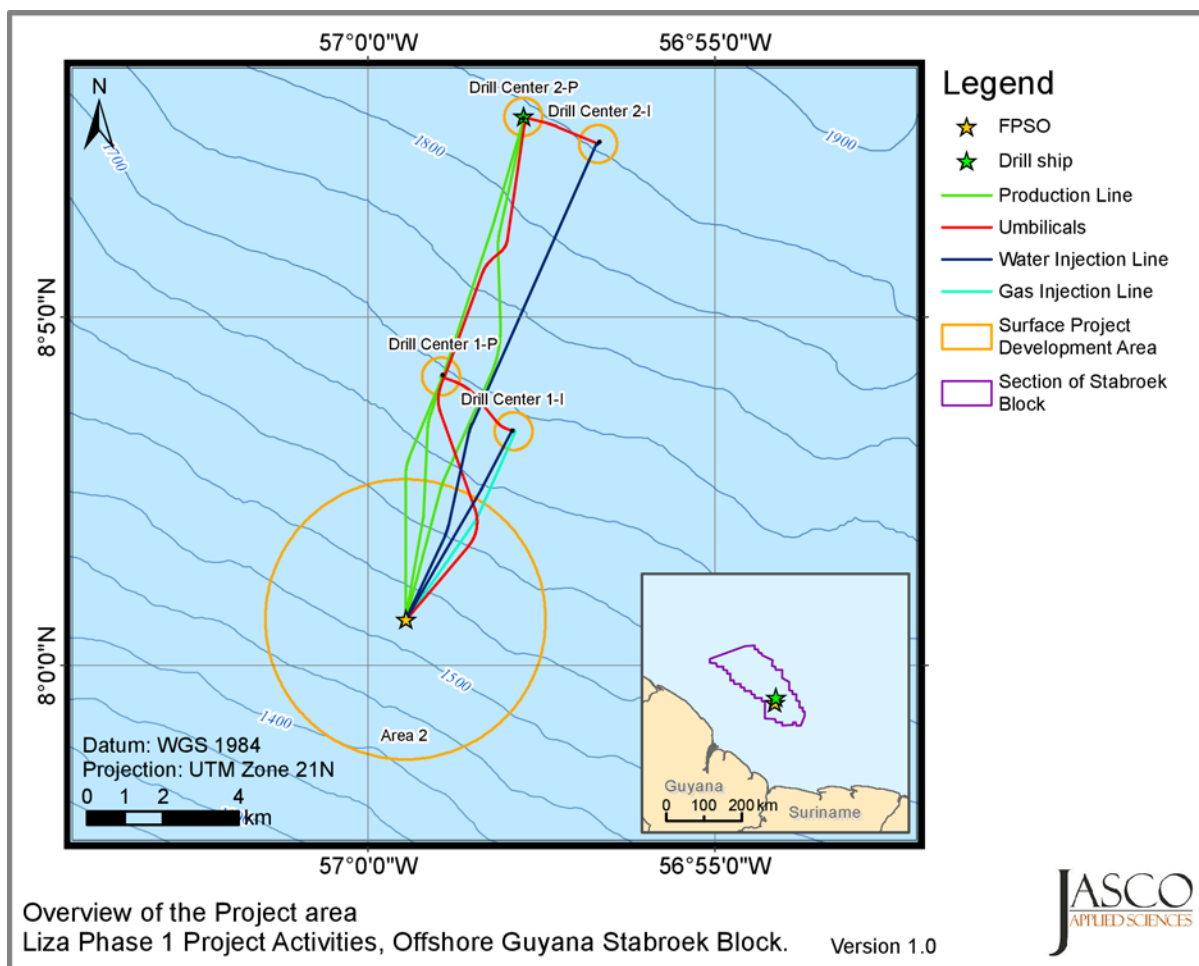 57°0'0"W
56°55'0"W
N
Drill Center 2-P
Drill Center 2-I
1700
1800
1900
8°5'0"N
Drill Center 1-P
Drill Center 1-I
8°0'0"N
1500
1400
Area 2
Datum: WGS 1984
Projection: UTM Zone 21N
0 1 2 4
km
Guyana
0 100 200 km
Suriname
57°0'0"W
56°55'0"W
Legend
FPSO
Drill ship
Production Line
Umbilicals
Water Injection Line
Gas Injection Line
Surface Project
Development Area
Section of Stabroek
Block
Overview of the Project area
Liza Phase 1 Project Activities, Offshore Guyana Stabroek Block.
Version 1.0
JASCO
APPLIED SCIENCES